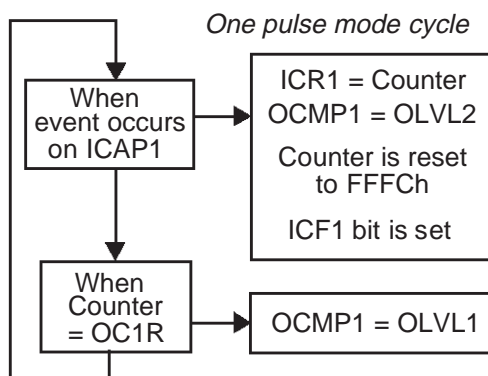 One pulse mode cycle
When
event occurs
on ICAP1
ICR1 = Counter
OCMP1 = OLVL2
Counter is reset
to FFFCh
ICF1 bit is set
When
Counter
= OC1R
OCMP1 = OLVL1